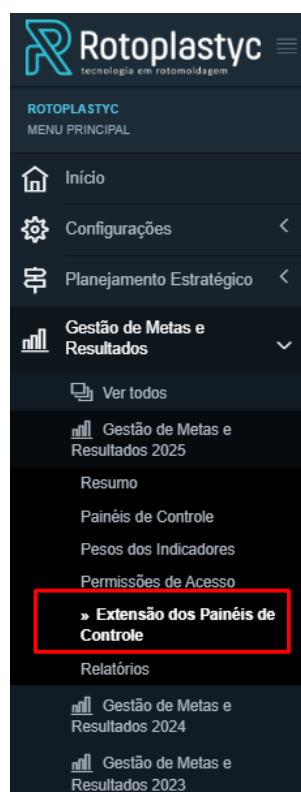 Rotoplastyc
tecnologia em rotomoldagem
ROTOPLASTYC
MENU PRINCIPAL
Início
Configurações
Planejamento Estratégico
Gestão de Metas e
Resultados
Ver todos
Gestão de Metas e
Resultados 2025
Resumo
Painéis de Controle
Pesos dos Indicadores
Permissões de Acesso
» Extensão dos Painéis de
Controle
Relatórios
Gestão de Metas e
Resultados 2024
Gestão de Metas e
Resultados 2023